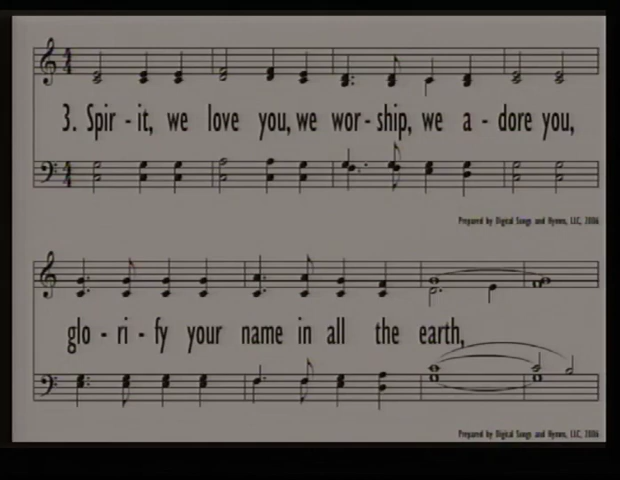 3. Spir - it, we love you, we wor - ship, we a - dore you,
Prepared by Digital Songs and Hymns, LLC, 2006
glo - ri - fy your name in all the earth,
Prepared by Digital Songs and Hymns, LLC, 2006